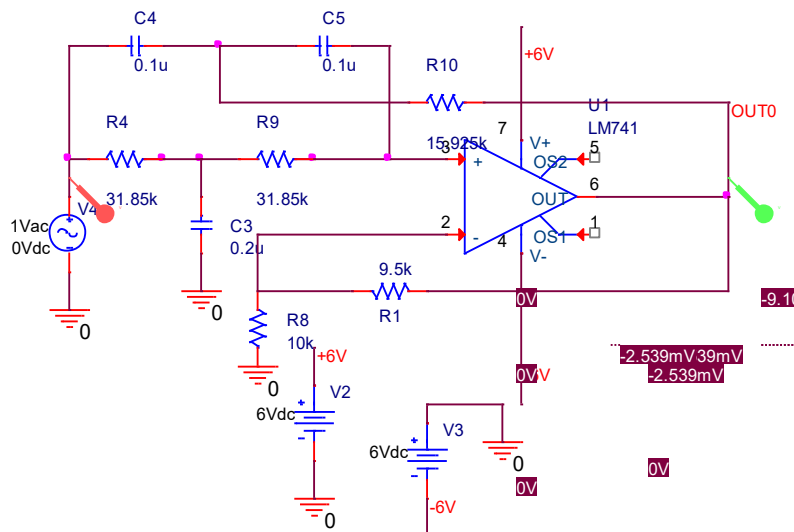 C4
C5
0.1u
0.1u
+6V
R10
U1
LM741
OUT0
R4
R9
15.925k
7
V+
5
OS2
3
+
31.85k
31.85k
OUT
6
V4
1Vac
0Vdc
C3
0.2u
2
-
4
OS1
1
V-
9.5k
0
0
R1
0V
-9.10
R8
10k
+6V
-2.539mV
39mV
0
0V
V
-2.539mV
V2
6Vdc
V3
6Vdc
0
0V
0V
-6V
0